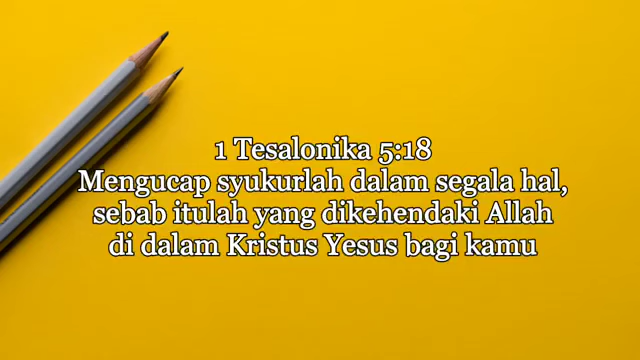 1 Tesalonika 5:18
Mengucap syukurlah dalam segala hal,
sebab itulah yang dikehendaki Allah
di dalam Kristus Yesus bagi kamu